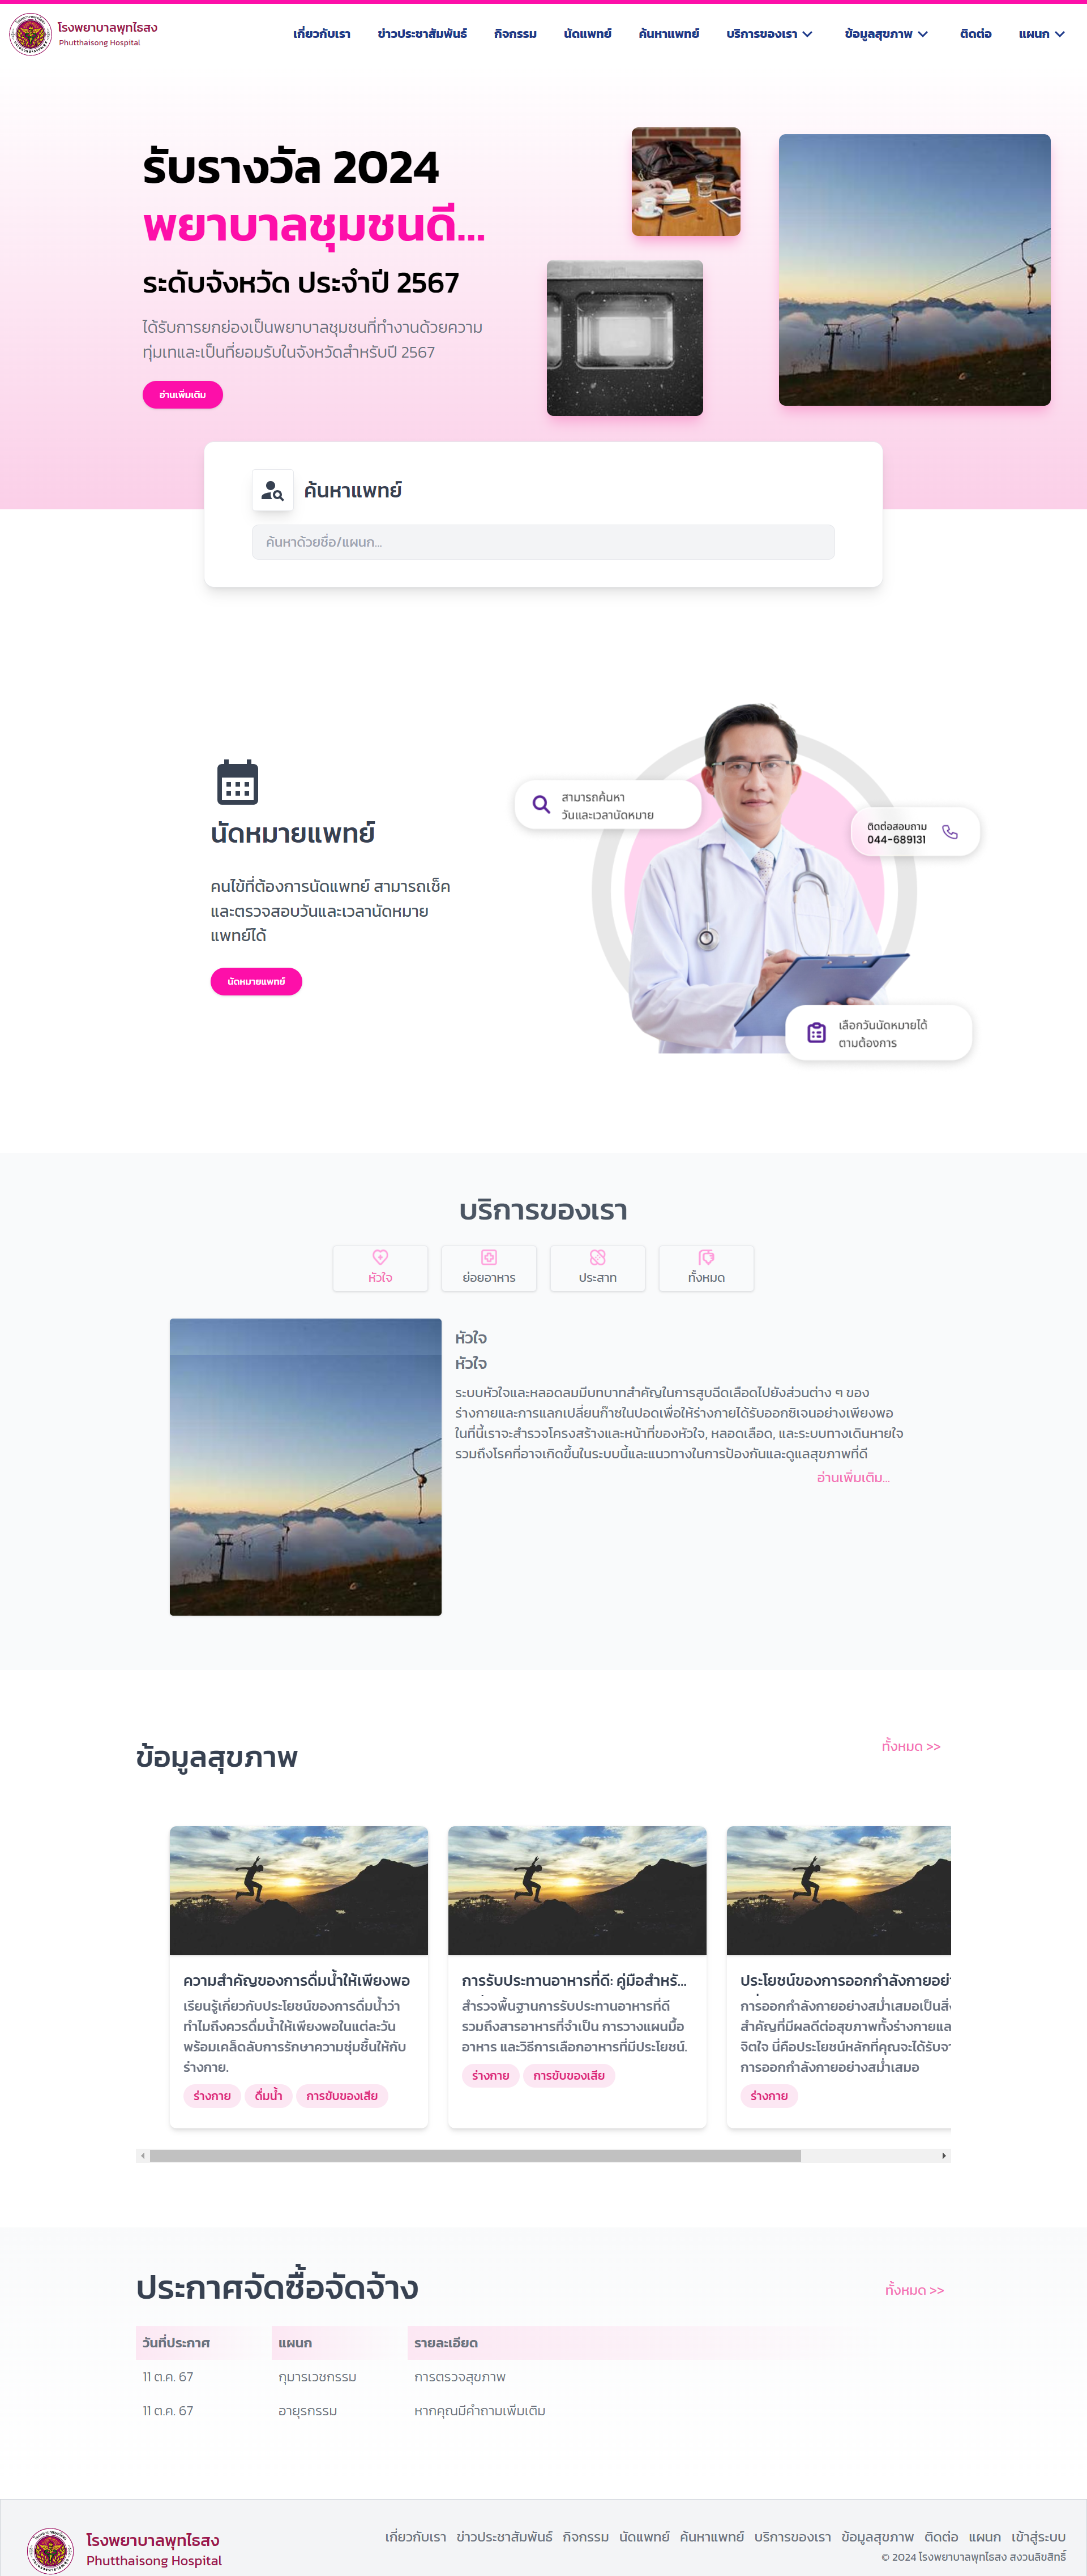 โรงพยาบาลพุทไธสง
Phutthaisong Hospital
เกี่ยวกับเรา ข่าวประชาสัมพันธ์ กิจกรรม นัดแพทย์ ค้นหาแพทย์ บริการของเรา ข้อมูลสุขภาพ ติดต่อ แผนก
รับรางวัล 2024
พยาบาลชุมชนดี...
ระดับจังหวัด ประจำปี 2567
ได้รับการยกย่องเป็นพยาบาลชุมชนที่ทำงานด้วยความ
ทุ่มเทและเป็นที่ยอมรับในจังหวัดสำหรับปี 2567
อ่านเพิ่มเติม
ค้นหาแพทย์
ค้นหาด้วยชื่อ/แผนก...
สามารถค้นหา
วันและเวลานัดหมาย
ติดต่อสอบถาม
044-689131
นัดหมายแพทย์
คนไข้ที่ต้องการนัดแพทย์ สามารถเช็ค
และตรวจสอบวันและเวลานัดหมาย
แพทย์ได้
นัดหมายแพทย์
เลือกวันนัดหมายได้
ตามต้องการ
บริการของเรา
หัวใจ ย่อยอาหาร ประสาท ทั้งหมด
หัวใจ
หัวใจ
ระบบหัวใจและหลอดลมมีบทบาทสำคัญในการสูบฉีดเลือดไปยังส่วนต่าง ๆ ของ
ร่างกายและการแลกเปลี่ยนก๊าซในปอดเพื่อให้ร่างกายได้รับออกซิเจนอย่างเพียงพอ
ในที่นี้เราจะสำรวจโครงสร้างและหน้าที่ของหัวใจ, หลอดเลือด, และระบบทางเดินหายใจ
รวมถึงโรคที่อาจเกิดขึ้นในระบบนี้และแนวทางในการป้องกันและดูแลสุขภาพที่ดี
อ่านเพิ่มเติม...
ข้อมูลสุขภาพ
ทั้งหมด >>
ความสำคัญของการดื่มน้ำให้เพียงพอ
เรียนรู้เกี่ยวกับประโยชน์ของการดื่มน้ำว่า
ทำไมถึงควรดื่มน้ำให้เพียงพอในแต่ละวัน
พร้อมเคล็ดลับการรักษาความชุ่มชื้นให้กับ
ร่างกาย.
ร่างกาย ดื่มน้ำ การขับของเสีย
การรับประทานอาหารที่ดี: คู่มือสำหรั...
สำรวจพื้นฐานการรับประทานอาหารที่ดี
รวมถึงสารอาหารที่จำเป็น การวางแผนมื้อ
อาหาร และวิธีการเลือกอาหารที่มีประโยชน์.
ร่างกาย การขับของเสีย
ประโยชน์ของการออกกำลังกายอย่า
การออกกำลังกายอย่างสม่ำเสมอเป็นสิ่ง
สำคัญที่มีผลดีต่อสุขภาพทั้งร่างกายและ
จิตใจ นี่คือประโยชน์หลักที่คุณจะได้รับจา
การออกกำลังกายอย่างสม่ำเสมอ
ร่างกาย
ประกาศจัดซื้อจัดจ้าง
ทั้งหมด >>
วันที่ประกาศ แผนก รายละเอียด
11 ต.ค. 67 กุมารเวชกรรม การตรวจสุขภาพ
11 ต.ค. 67 อายุรกรรม หากคุณมีคำถามเพิ่มเติม
โรงพยาบาลพุทไธสง
Phutthaisong Hospital
เกี่ยวกับเรา ข่าวประชาสัมพันธ์ กิจกรรม นัดแพทย์ ค้นหาแพทย์ บริการของเรา ข้อมูลสุขภาพ ติดต่อ แผนก เข้าสู่ระบบ
© 2024 โรงพยาบาลพุทไธสง สงวนลิขสิทธิ์